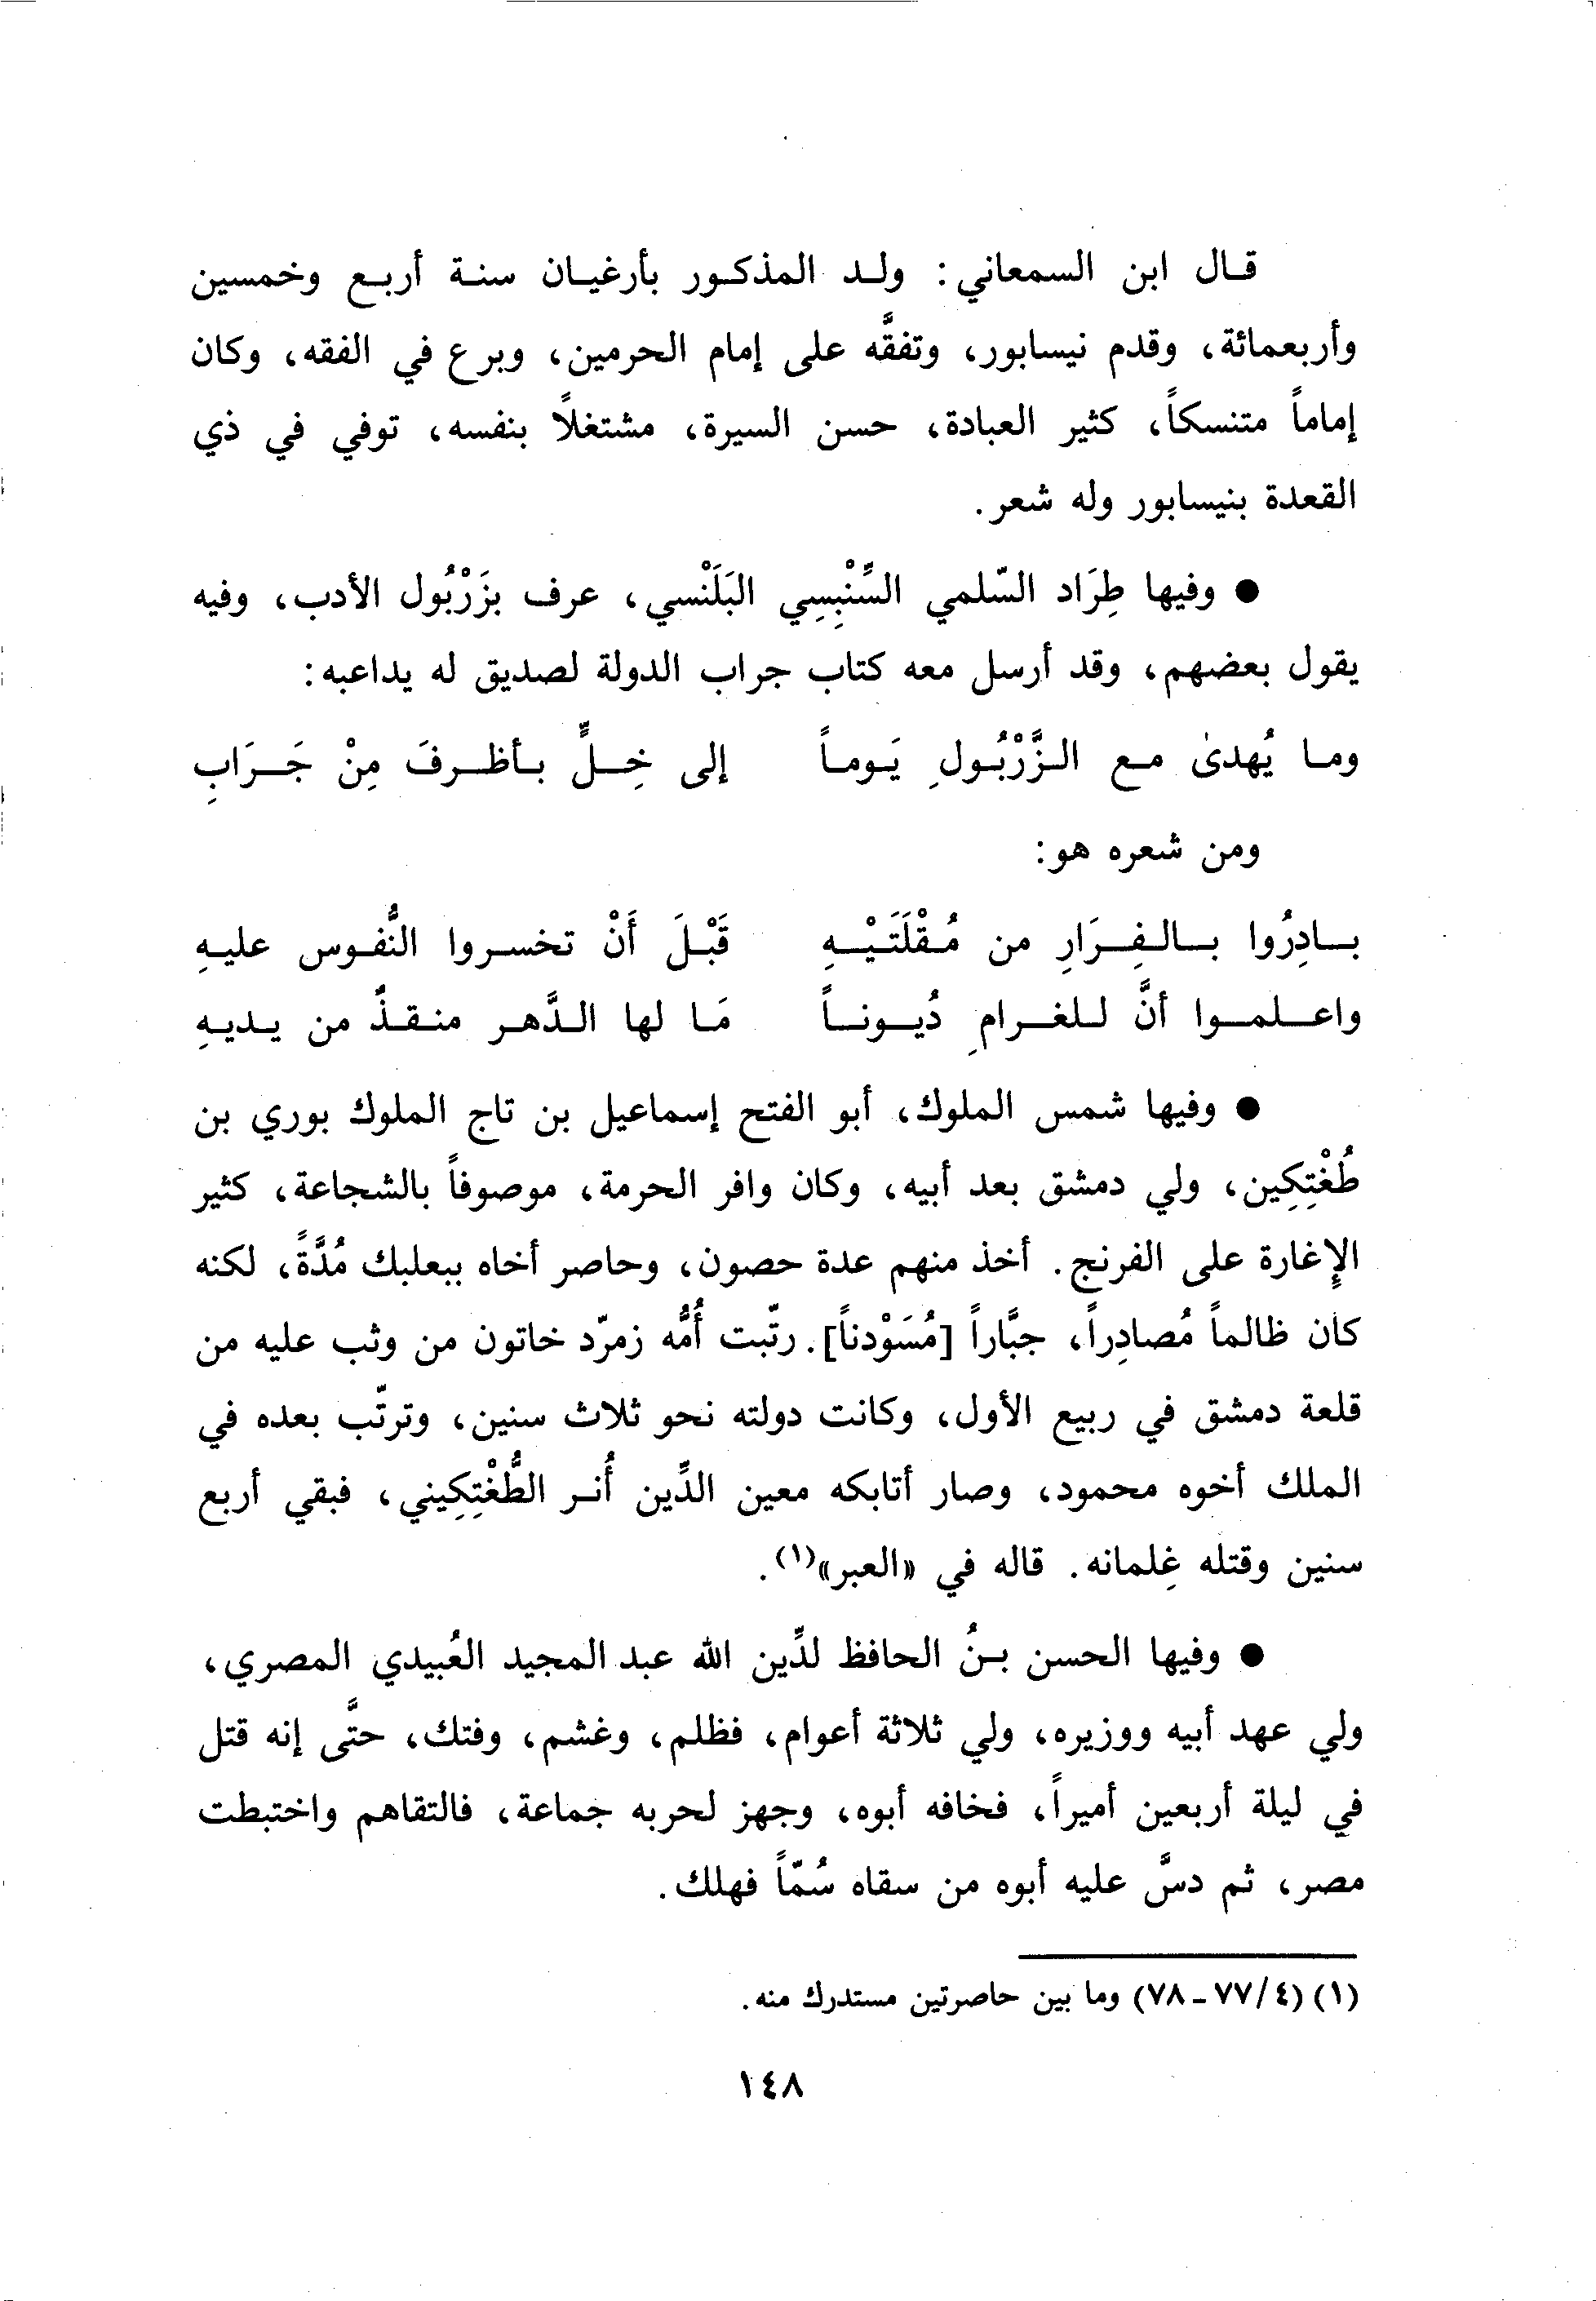 قال ابن السمعاني: ولد المذكور بأرغيان سنة أربع وخمسين
وأربعمائة، وقدم نيسابور، وتفقَّه على إمام الحرمين، وبرع في الفقه، وكان
إماماً متنسكاً، كثير العبادة، حسن السيرة، مشتغلاً بنفسه، توفي في ذي
القعدة بنيسابور وله شعر.
● وفيها طِرَاد السّلمي السِّنْبِسِي البَلَنْسي، عرف بزَرْبُول الأدب، وفيه
يقول بعضهم، وقد أرسل معه كتاب جراب الدولة لصديق له يداعبه:
وما يُهدىٰ مع الزَّرْبُولِ يَوماً إلى خِلٍّ بأظرفَ مِنْ جَرَابِ
ومن شعره هو:
بادِرُوا بالفِرَارِ من مُقْلَتَيْهِ قَبْلَ أَنْ تخسروا النُّفوس عليهِ
واعلموا أنَّ للغرامِ دُيوناً مَا لها الدَّهر منقذٌ من يديهِ
● وفيها شمس الملوك، أبو الفتح إسماعيل بن تاج الملوك بوري بن
طُغْتِكِين، ولي دمشق بعد أبيه، وكان وافر الحرمة، موصوفاً بالشجاعة، كثير
الإغارة على الفرنج. أخذ منهم عدة حصون، وحاصر أخاه ببعلبك مُدَّةً، لكنه
كان ظالماً مُصادِراً، جبَّاراً [مُسَوْدناً]. رتّبت أُمُّه زمرّد خاتون من وثب عليه من
قلعة دمشق في ربيع الأول، وكانت دولته نحو ثلاث سنين، وترتّب بعده في
الملك أخوه محمود، وصار أتابكه معين الدِّين أُنر الطُّغْتِكِيني، فبقي أربع
سنين وقتله غِلمانه. قاله في «العبر»(١).
● وفيها الحسن بنُ الحافظ لدِّين الله عبد المجيد العُبيدي المصري،
ولي عهد أبيه ووزيره، ولي ثلاثة أعوام، فظلم، وغشم، وفتك، حتَّى إنه قتل
في ليلة أربعين أميراً، فخافه أبوه، وجهز لحربه جماعة، فالتقاهم واختبطت
مصر، ثم دسَّ عليه أبوه من سقاه سُمّاً فهلك.
(١) (٤/٧٧ - ٧٨) وما بين حاصرتين مستدرك منه.
١٤٨